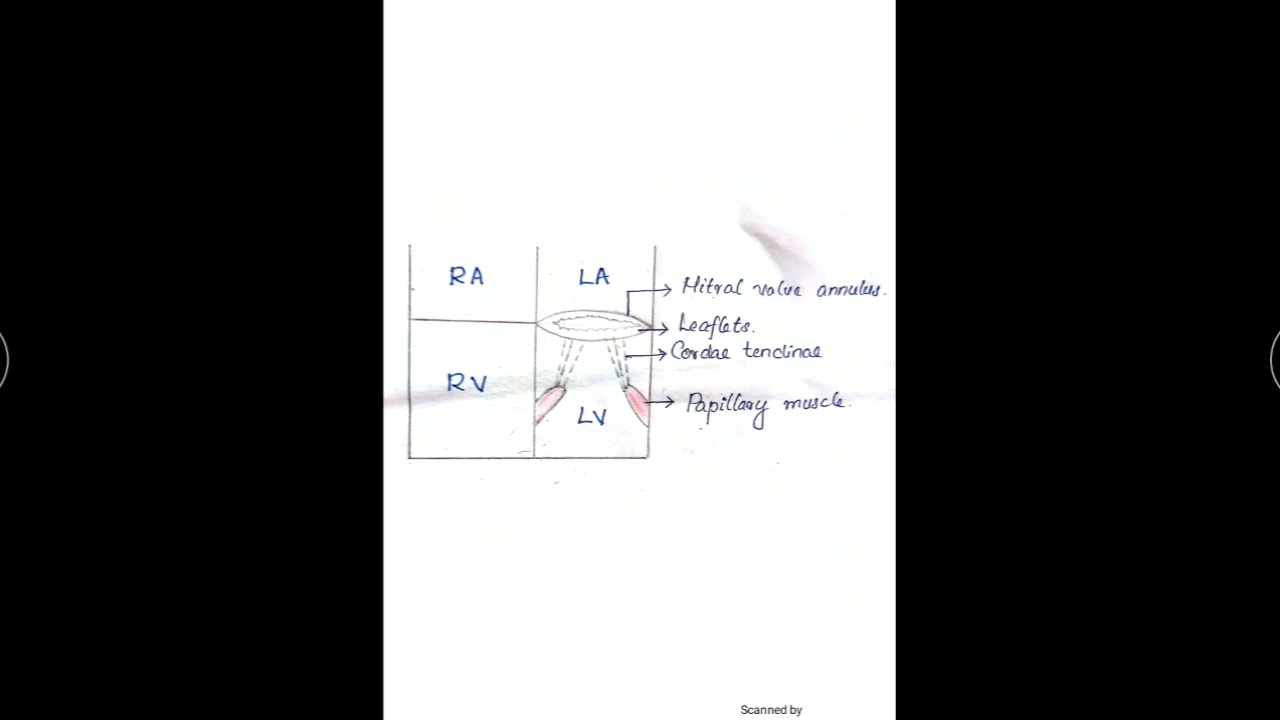 RA
LA
Mitral valve annulus.
Leaflets.
Cordae tendinae
RV
Papillary muscle.
LV
Scanned by